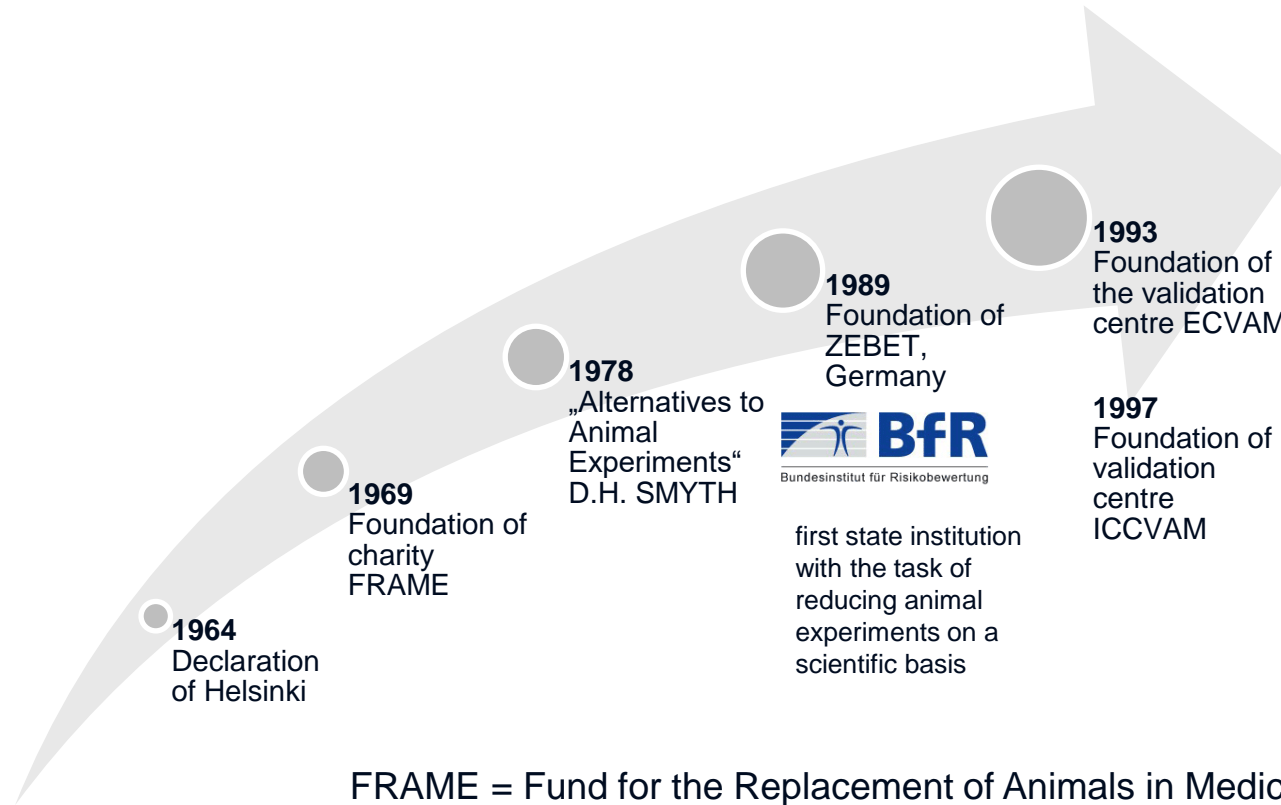 1964
Declaration
of Helsinki
1969
Foundation of
charity
FRAME
1978
„Alternatives to
Animal
Experiments“
D.H. SMYTH
1989
Foundation of
ZEBET,
Germany
BfR
Bundesinstitut für Risikobewertung
first state institution
with the task of
reducing animal
experiments on a
scientific basis
1993
Foundation of
the validation
centre ECVAM
1997
Foundation of
validation
centre
ICCVAM
FRAME = Fund for the Replacement of Animals in Medic